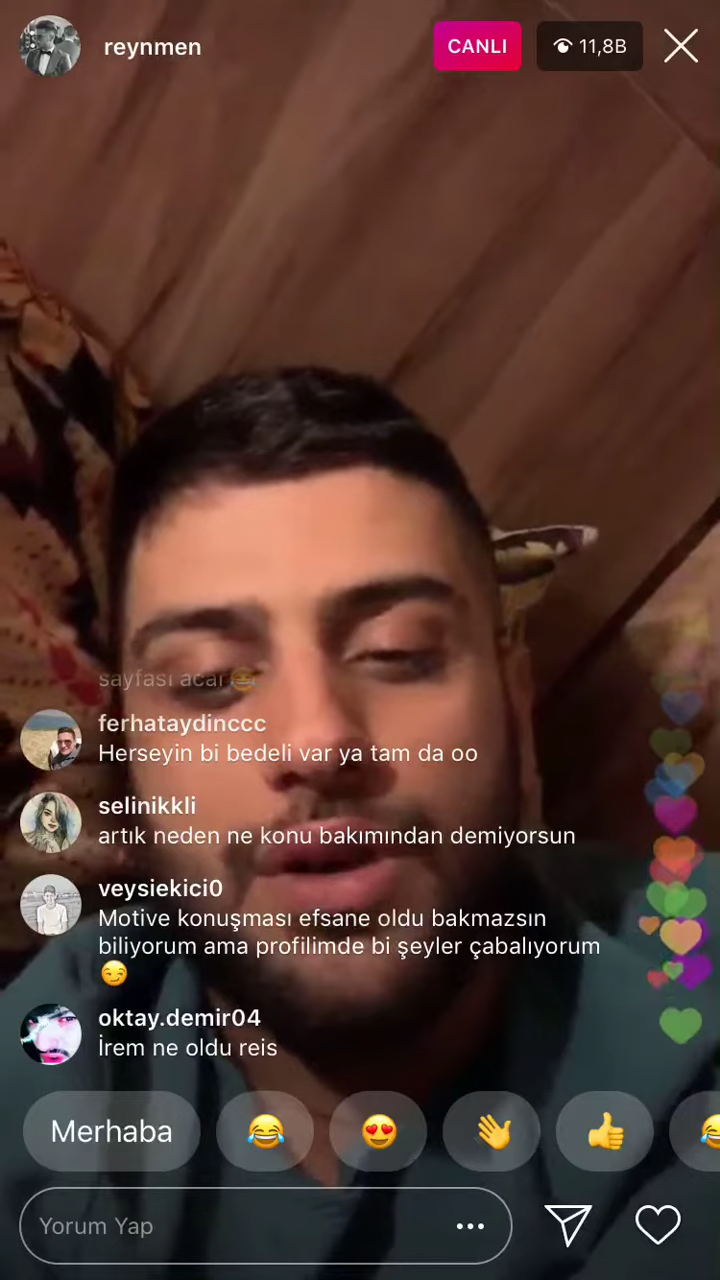 reynmen
CANLI
11,8B
sayfası açar
ferhataydinccc
Herseyin bi bedeli var ya tam da oo
selinikkli
artık neden ne konu bakımından demiyorsun
veysiekici0
Motive konuşması efsane oldu bakmazsın
biliyorum ama profilimde bi şeyler çabalıyorum
😏
oktay.demir04
İrem ne oldu reis
Merhaba
Yorum Yap